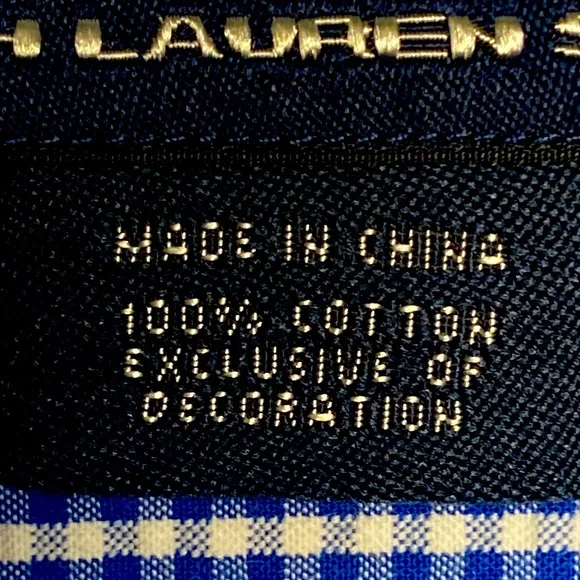 H LAUREN S
MADE IN CHINA
100% COTTON
EXCLUSIVE OF
DECORATION